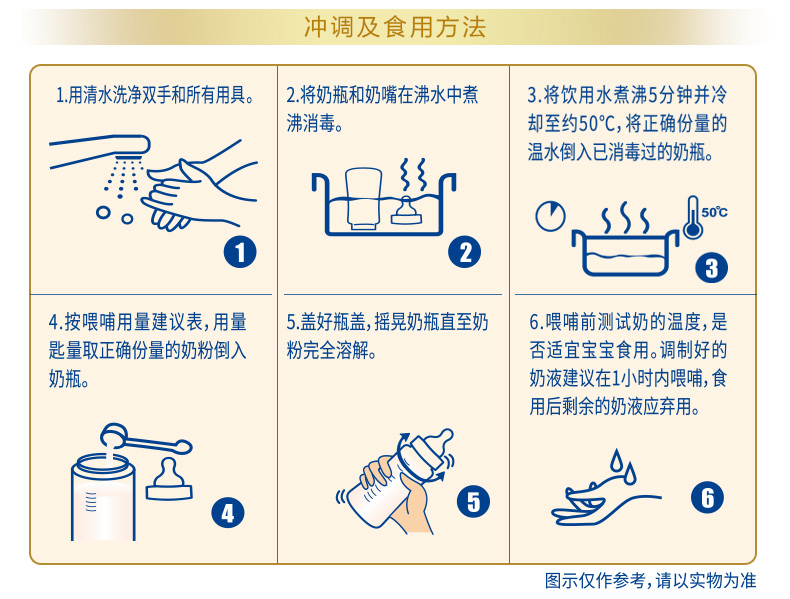 冲调及食用方法
1.用清水洗净双手和所有用具。
1
2.将奶瓶和奶嘴在沸水中煮
沸消毒。
2
3.将饮用水煮沸5分钟并冷
却至约50℃,将正确份量的
温水倒入已消毒过的奶瓶。
50℃
3
4.按喂哺用量建议表,用量
匙量取正确份量的奶粉倒入
奶瓶。
4
5.盖好瓶盖,摇晃奶瓶直至奶
粉完全溶解。
5
6.喂哺前测试奶的温度,是
否适宜宝宝食用。调制好的
奶液建议在1小时内喂哺,食
用后剩余的奶液应弃用。
6
图示仅作参考,请以实物为准